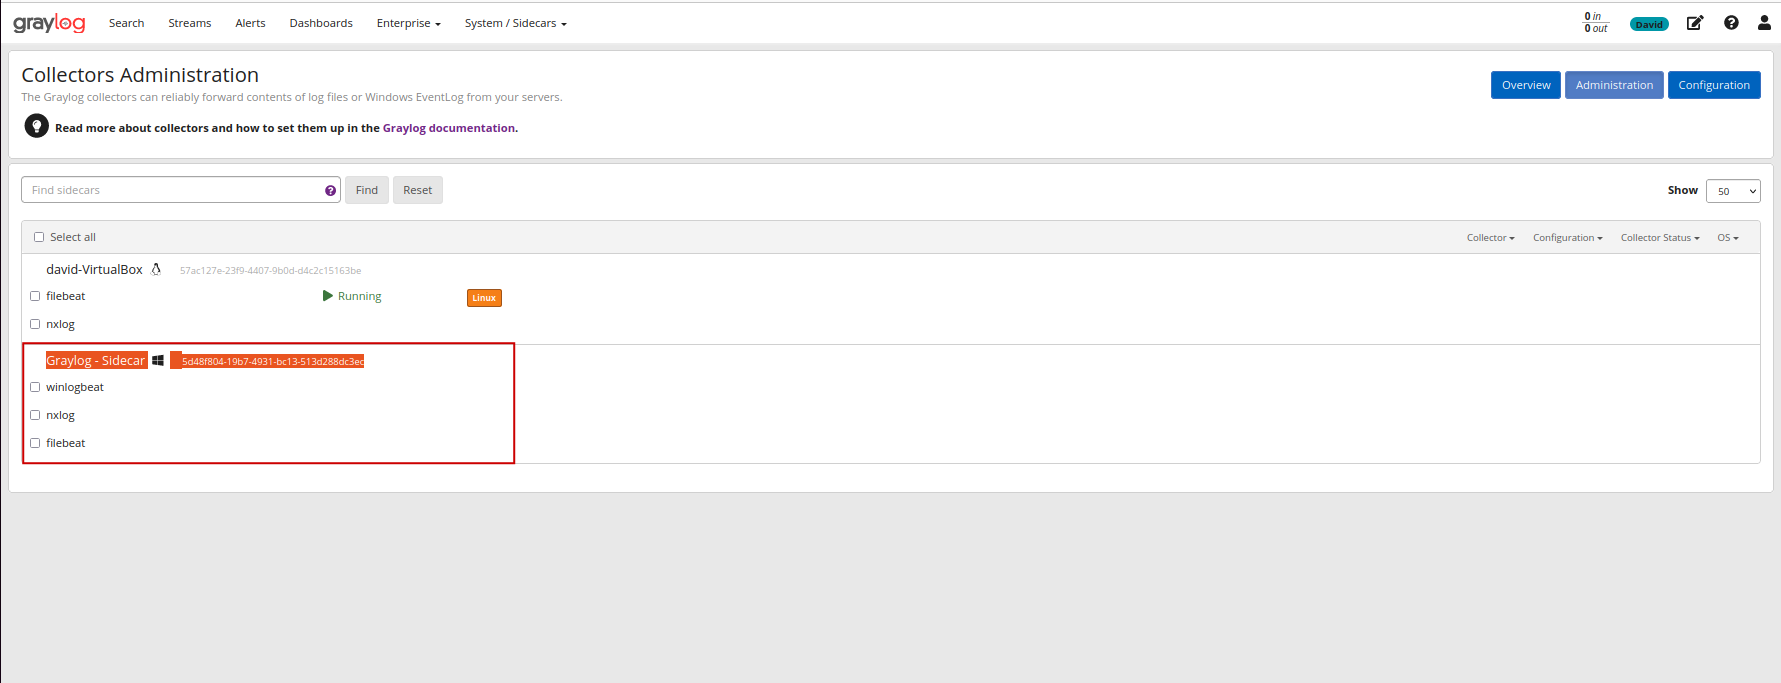 graylog Search Streams Alerts Dashboards Enterprise System / Sidecars 0 in David
0 out
Collectors Administration
The Graylog collectors can reliably forward contents of log files or Windows EventLog from your servers.
Overview Administration Configuration
Read more about collectors and how to set them up in the Graylog documentation.
Find sidecars ? Find Reset Show 50
Select all Collector Configuration Collector Status OS
david-VirtualBox 57ac127e-23f9-4407-9b0d-d4c2c15163be
filebeat Running Linux
nxlog
Graylog - Sidecar 5d48f804-19b7-4931-bc13-513d288dc3ec
winlogbeat
nxlog
filebeat